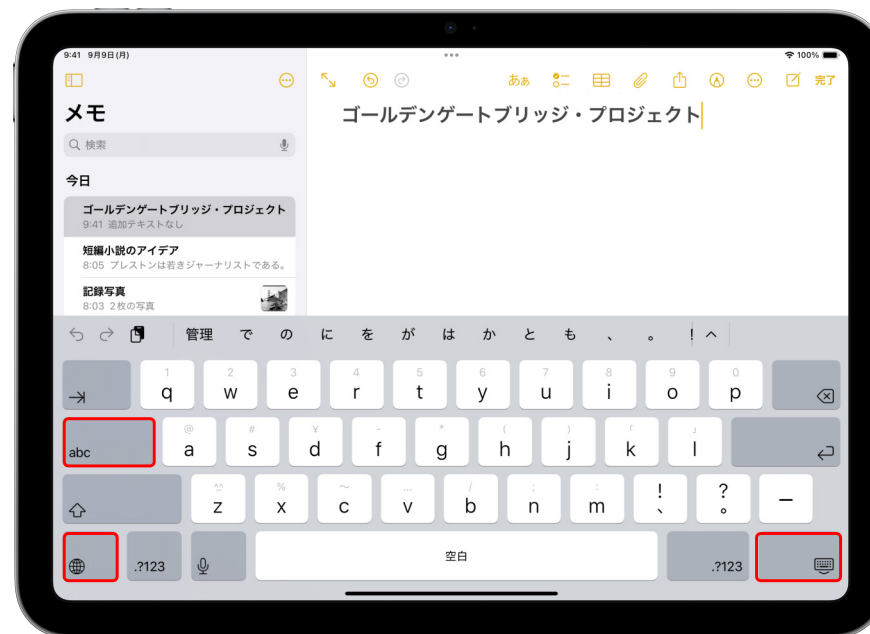 9:41 9月9日(月)
100%
あぁ
完了
メモ
ゴールデンゲートブリッジ・プロジェクト
検索
今日
ゴールデンゲートブリッジ・プロジェクト
9:41 追加テキストなし
短編小説のアイデア
8:05 プレストンは若きジャーナリストである。
記録写真
8:03 2枚の写真
管理 で の に を が は か と も 、 。 !
1 2 3 4 5 6 7 8 9 0
q w e r t y u i o p
@ # ¥ - * ( ) 「 」
abc a s d f g h j k l
^^ % 〜 … / ; : ! ?
z x c v b n m 、 。 ー
.?123 空白 .?123